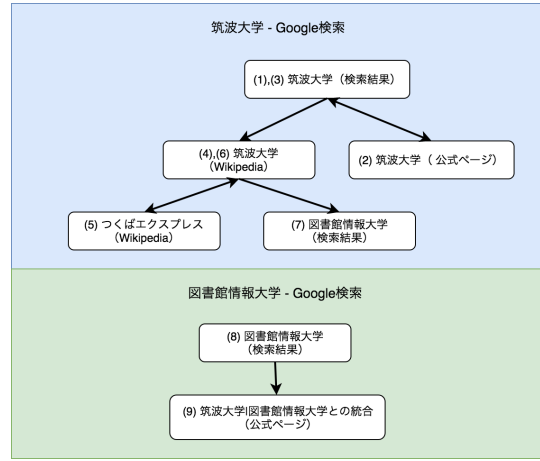 筑波大学 - Google検索
(1),(3) 筑波大学（検索結果）
(4),(6) 筑波大学
（Wikipedia）
(2) 筑波大学（ 公式ページ）
(5) つくばエクスプレス
（Wikipedia）
(7) 図書館情報大学
（検索結果）
図書館情報大学 - Google検索
(8) 図書館情報大学
（検索結果）
(9) 筑波大学|図書館情報大学との統合
（公式ページ）